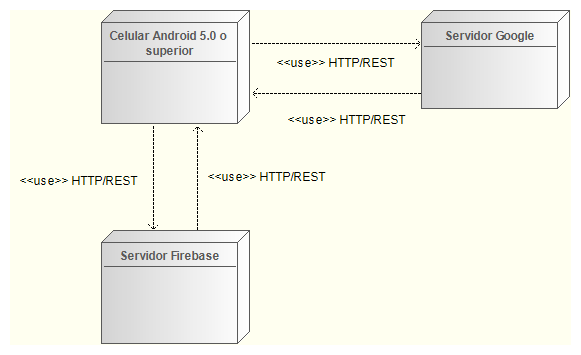 Celular Android 5.0 o
superior
Servidor Google
<<use>> HTTP/REST
<<use>> HTTP/REST
<<use>> HTTP/REST
<<use>> HTTP/REST
Servidor Firebase